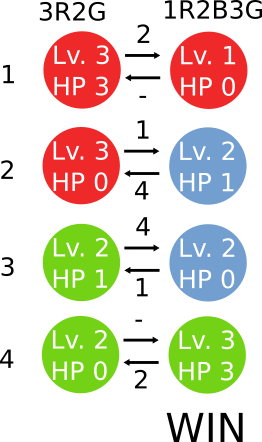 3R2G 1R2B3G
2
1 Lv. 3 Lv. 1
HP 3 HP 0
-
1
2 Lv. 3 Lv. 2
HP 0 HP 1
4
4
3 Lv. 2 Lv. 2
HP 1 HP 0
1
-
4 Lv. 2 Lv. 3
HP 0 HP 3
2
WIN